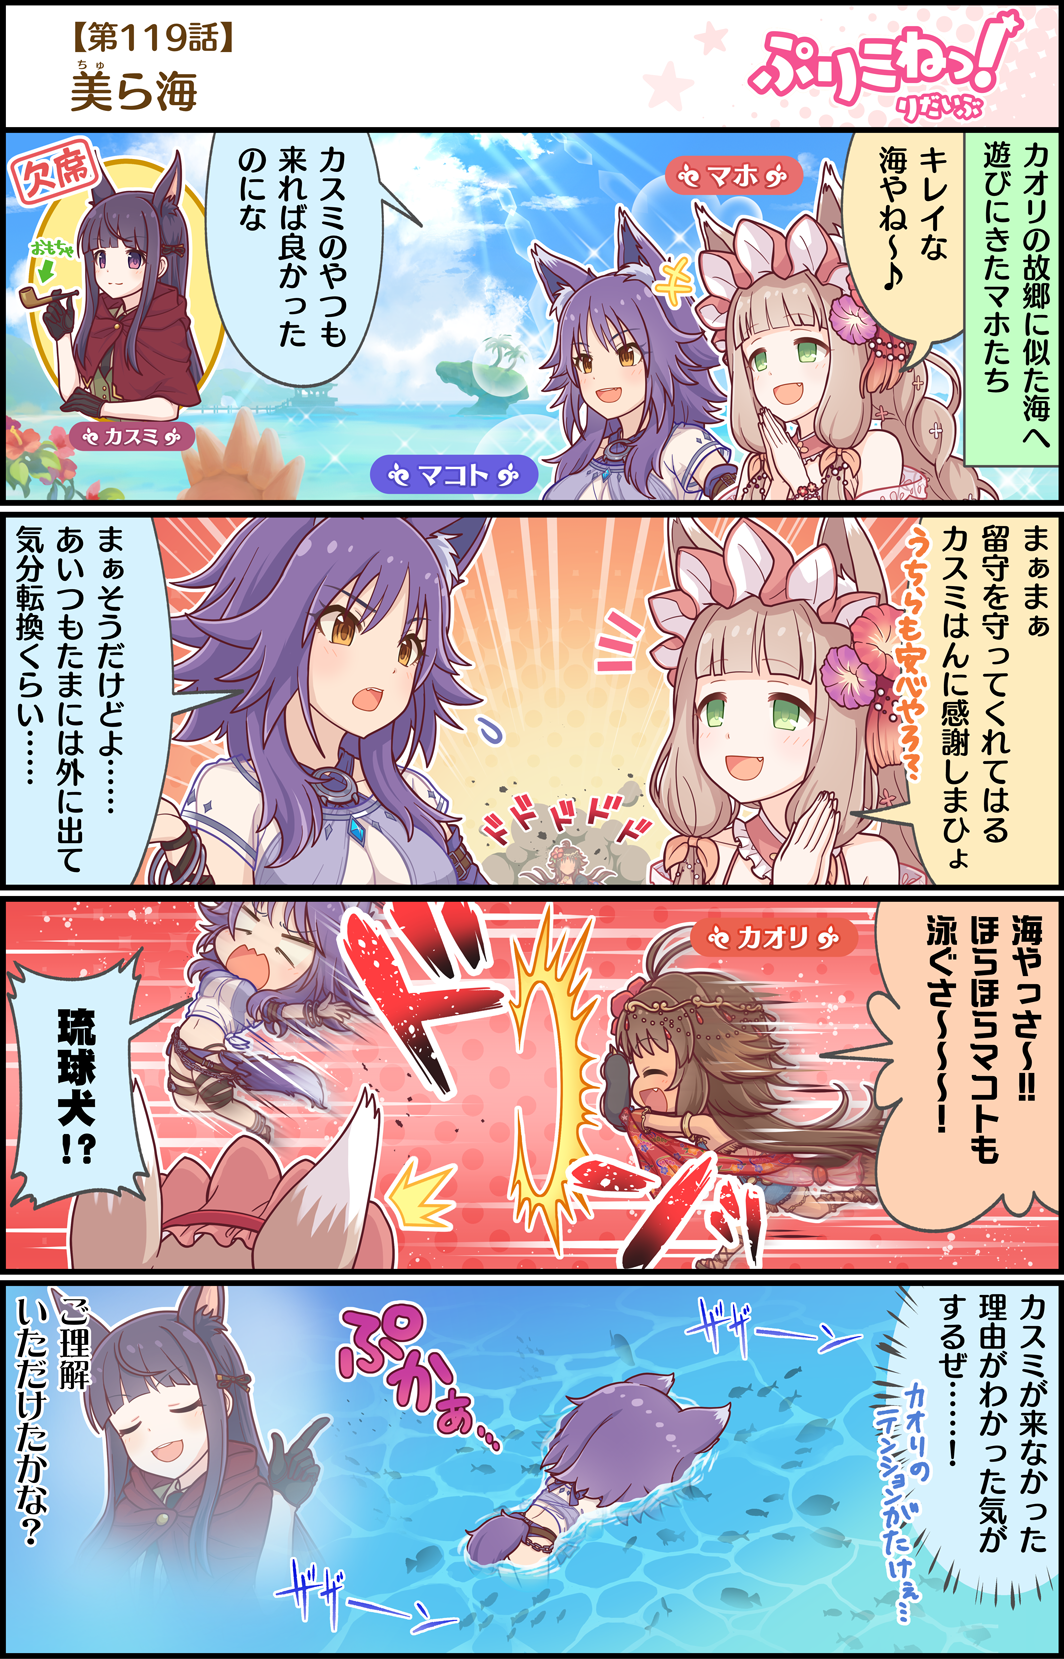 【第119話】
ちゅ
美ら海
ぷりこねっ!
りだいぶ
カオリの故郷に似た海へ
遊びにきたマホたち
キレイな
海やね〜♪
マホ
カスミのやつも
来れば良かった
のにな
マコト
欠席
おもちゃ
カスミ
まぁまぁ
留守を守ってくれてはる
カスミはんに感謝しまひょ
うちらも安心やろて
ドドドドド
まぁそうだけどよ……
あいつもたまには外に出て
気分転換くらい……
海やっさ〜!!
ほらほらマコトも
泳ぐさ〜〜〜!
カオリ
ドーン
琉球犬!?
カスミが来なかった
理由がわかった気が
するぜ……!
カオリの
テンションがたけぇ…
ザザーーン
ぷかぁ…
ザザーーン
ご理解
いただけたかな?